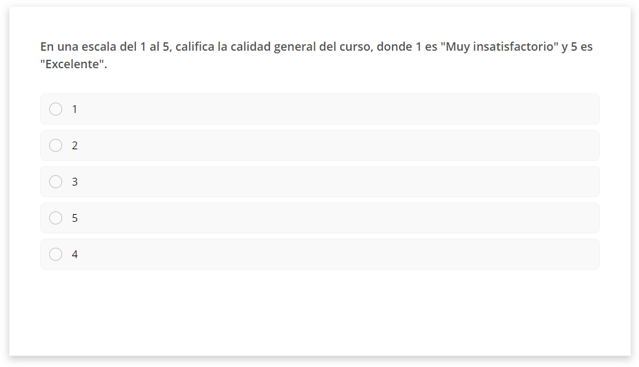 En una escala del 1 al 5, califica la calidad general del curso, donde 1 es "Muy insatisfactorio" y 5 es
"Excelente".
1
2
3
5
4